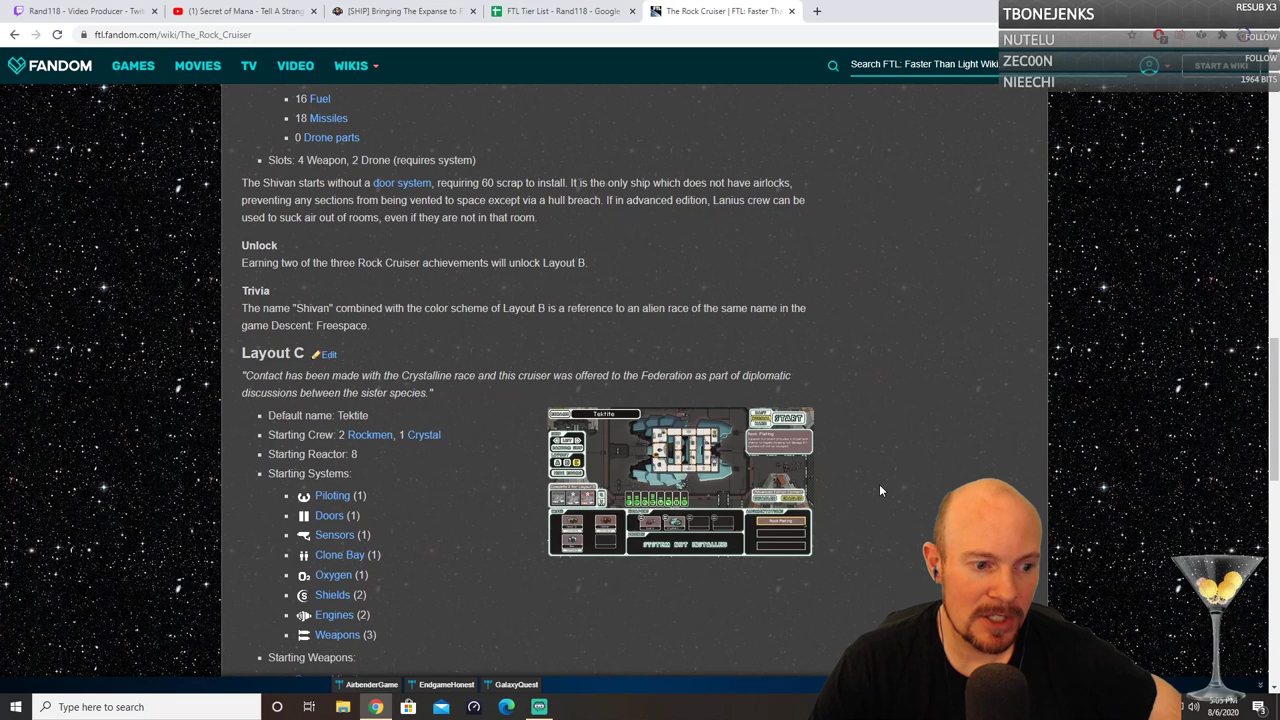 Rand118 - Video Producer - Twit
(1) Secret of Mana - Tell A Strang
[SHIP] Bringing The Expanse to F
FTL Tier List - Rand118 - Google
The Rock Cruiser | FTL: Faster Tha
ftl.fandom.com/wiki/The_Rock_Cruiser
TBONEJENKS RESUB X3
NUTELU FOLLOW
ZEC00N FOLLOW
NIEECHI 1964 BITS
FANDOM GAMES MOVIES TV VIDEO WIKIS
Search FTL: Faster Than Light Wiki
START A WIKI
16 Fuel
18 Missiles
0 Drone parts
Slots: 4 Weapon, 2 Drone (requires system)
The Shivan starts without a door system, requiring 60 scrap to install. It is the only ship which does not have airlocks,
preventing any sections from being vented to space except via a hull breach. If in advanced edition, Lanius crew can be
used to suck air out of rooms, even if they are not in that room.
Unlock
Earning two of the three Rock Cruiser achievements will unlock Layout B.
Trivia
The name "Shivan" combined with the color scheme of Layout B is a reference to an alien race of the same name in the
game Descent: Freespace.
Layout C Edit
"Contact has been made with the Crystalline race and this cruiser was offered to the Federation as part of diplomatic
discussions between the sister species."
Default name: Tektite
Starting Crew: 2 Rockmen, 1 Crystal
Starting Reactor: 8
Starting Systems:
Piloting (1)
Doors (1)
Sensors (1)
Clone Bay (1)
Oxygen (1)
Shields (2)
Engines (2)
Weapons (3)
Starting Weapons:
Tektite
START
Rock Plating
SYSTEM NOT INSTALLED
Rock Plating
AirbenderGame
EndgameHonest
GalaxyQuest
Type here to search
5:05 PM
8/6/2020